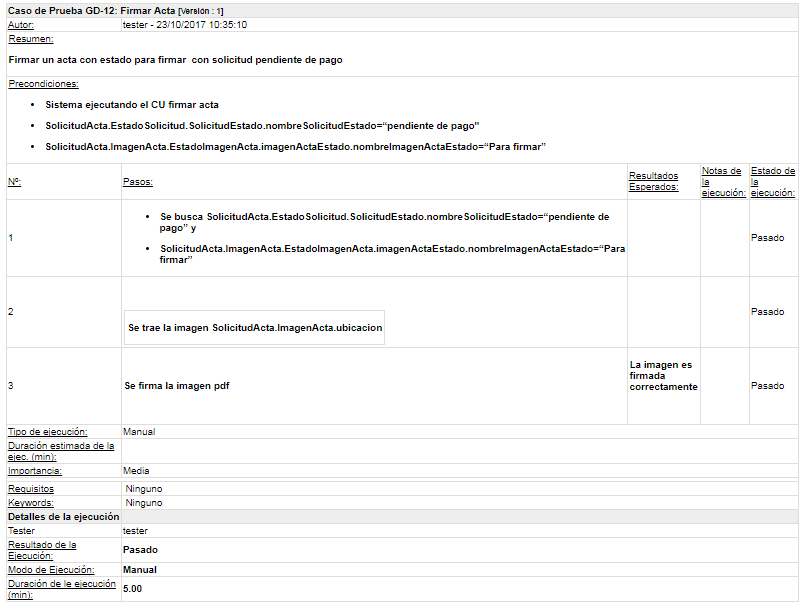 Caso de Prueba GD-12: Firmar Acta [Versión : 1]
Autor: tester - 23/10/2017 10:35:10
Resumen:
Firmar un acta con estado para firmar con solicitud pendiente de pago
Precondiciones:
• Sistema ejecutando el CU firmar acta
• SolicitudActa.EstadoSolicitud.SolicitudEstado.nombreSolicitudEstado=“pendiente de pago”
• SolicitudActa.ImagenActa.EstadoImagenActa.imagenActaEstado.nombreImagenActaEstado=“Para firmar”
Nº: Pasos: Resultados Esperados: Notas de la ejecución: Estado de la ejecución:
1
• Se busca SolicitudActa.EstadoSolicitud.SolicitudEstado.nombreSolicitudEstado=“pendiente de
pago” y
• SolicitudActa.ImagenActa.EstadoImagenActa.imagenActaEstado.nombreImagenActaEstado=“Para
firmar”
Pasado
2
Se trae la imagen SolicitudActa.ImagenActa.ubicacion
Pasado
3
Se firma la imagen pdf
La imagen es
firmada
correctamente
Pasado
Tipo de ejecución: Manual
Duración estimada de la
ejec. (min):
Importancia: Media
Requisitos Ninguno
Keywords: Ninguno
Detalles de la ejecución
Tester tester
Resultado de la
Ejecución:
Pasado
Modo de Ejecución: Manual
Duración de le ejecución
(min):
5.00